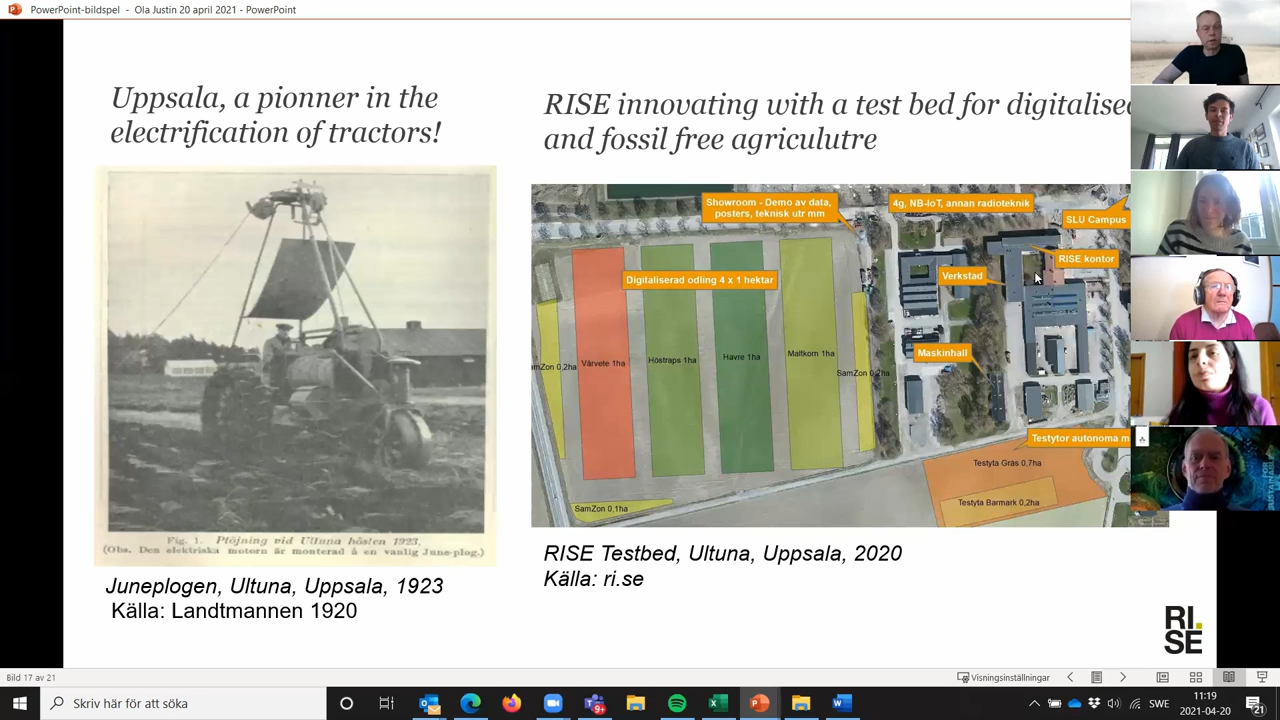 PowerPoint-bildspel - Ola Justin 20 april 2021 - PowerPoint
Uppsala, a pionner in the
electrification of tractors!
RISE innovating with a test bed for digitalised
and fossil free agriculutre
Fig. 1. Plöjning vid Ultuna hösten 1923.
(Obs. Den elektriska motorn är monterad å en vanlig June-plog.)
Juneplogen, Ultuna, Uppsala, 1923
Källa: Landtmannen 1920
Showroom - Demo av data,
posters, teknisk utr mm
4g, NB-IoT, annan radioteknik
SLU Campus
RISE kontor
Digitaliserad odling 4 x 1 hektar
Verkstad
Maskinhall
mZon 0,2ha
Vårvete 1ha
Höstraps 1ha
Havre 1ha
Maltkorn 1ha
SamZon 0,2ha
Testytor autonoma m
Testyta Gräs 0,7ha
Testyta Barmark 0,2ha
SamZon 0,1ha
RISE Testbed, Ultuna, Uppsala, 2020
Källa: ri.se
RI.
SE
Bild 17 av 21
Visningsinställningar
Skriv här för att söka
9+
SWE
11:19
2021-04-20
21